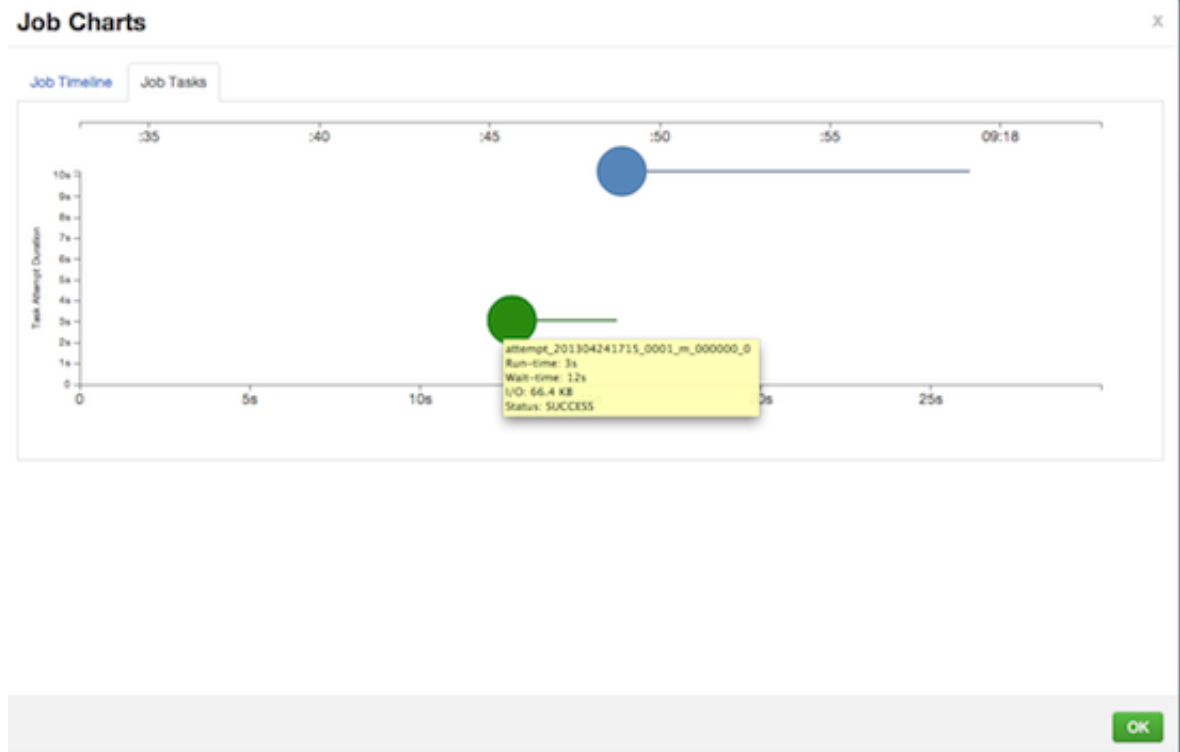 Job Charts
x
Job Timeline
Job Tasks
:35 :40 :45 :50 :55 09:18
10s
9s
8s
7s
6s
5s
4s
3s
2s
1s
0
Task Attempt Duration
attempt_201304241715_0001_m_000000_0
Run-time: 3s
Wait-time: 12s
I/O: 66.4 KB
Status: SUCCESS
0 5s 10s 25s
OK